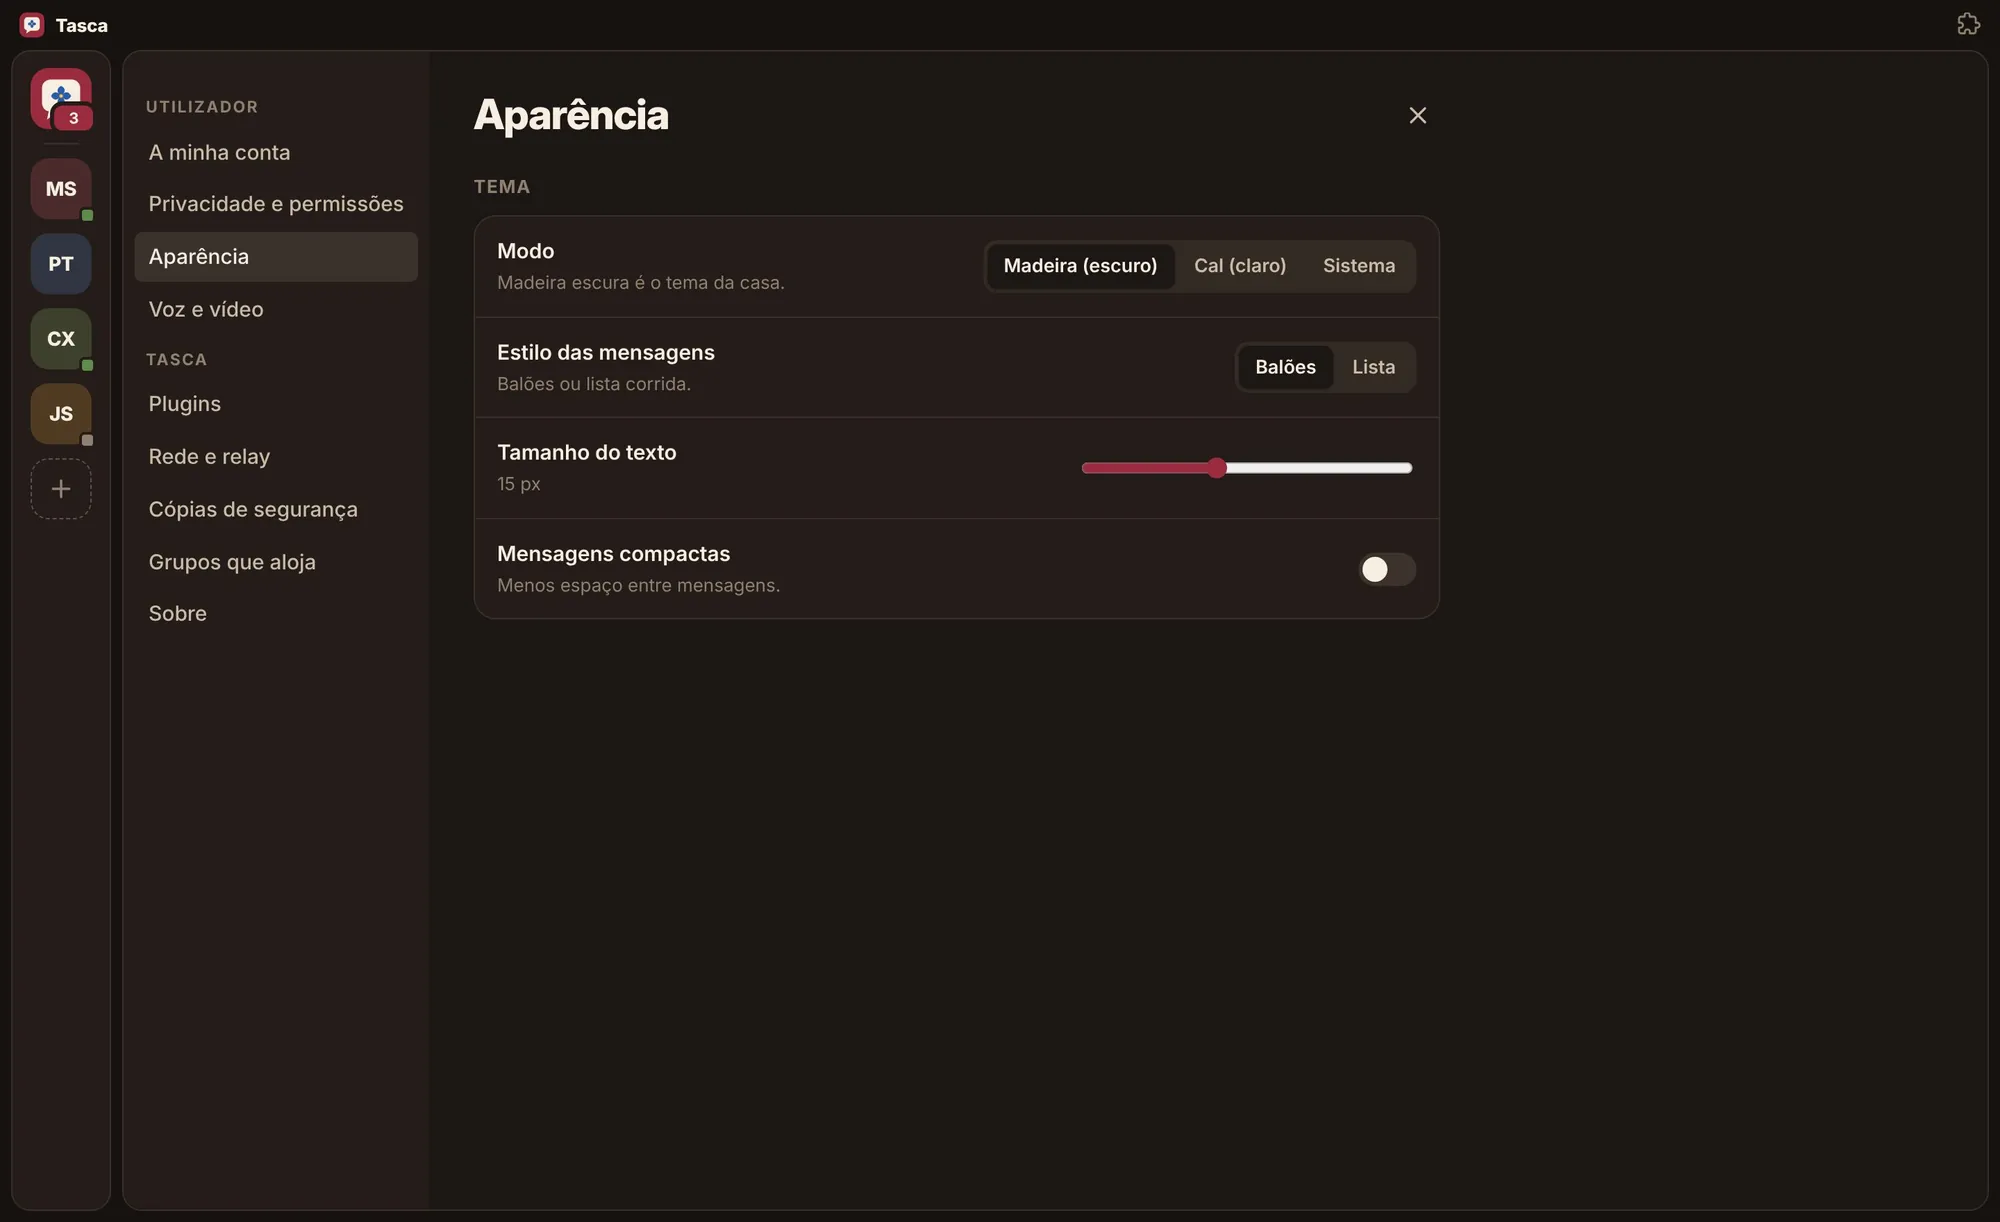 Tasca
3
MS
PT
CX
JS
UTILIZADOR
A minha conta
Privacidade e permissões
Aparência
Voz e vídeo
TASCA
Plugins
Rede e relay
Cópias de segurança
Grupos que aloja
Sobre
Aparência
TEMA
Modo
Madeira escura é o tema da casa.
Madeira (escuro) Cal (claro) Sistema
Estilo das mensagens
Balões ou lista corrida.
Balões Lista
Tamanho do texto
15 px
Mensagens compactas
Menos espaço entre mensagens.